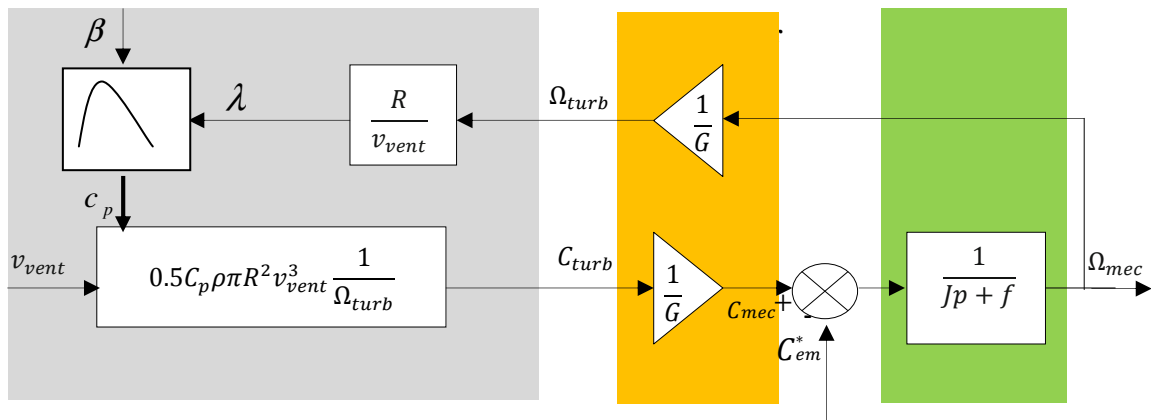 β
λ
R
v_vent
Ω_turb
1
G
c_p
v_vent
0.5C_pρπR²v³_vent 1/Ω_turb
C_turb
1
G
C_mec
+
-
C*_em
1
Jp + f
Ω_mec